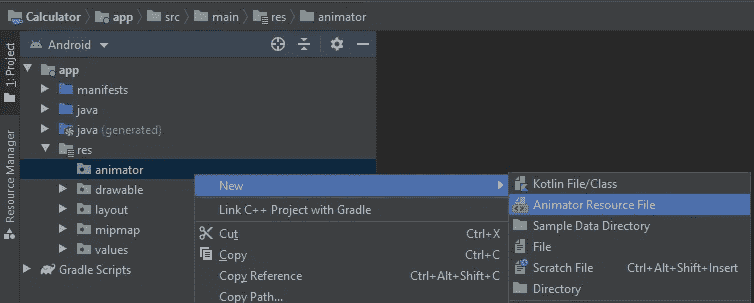 Calculator app src main res animator
Android
1: Project
Resource Manager
app
manifests
java
java (generated)
res
animator
drawable
layout
mipmap
values
Gradle Scripts
New
Link C++ Project with Gradle
Cut Ctrl+X
Copy Ctrl+C
Copy Reference Ctrl+Alt+Shift+C
Copy Path...
Kotlin File/Class
Animator Resource File
Sample Data Directory
File
Scratch File Ctrl+Alt+Shift+Insert
Directory